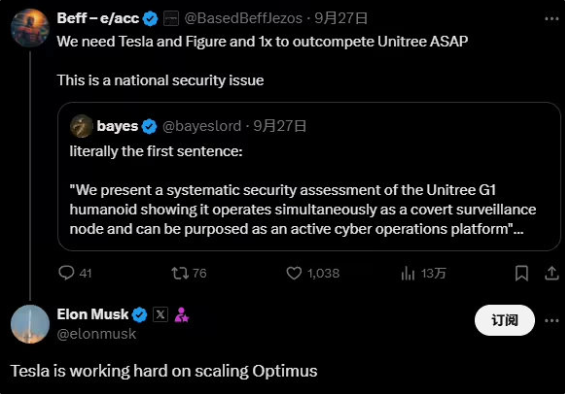 Beff – e/acc @BasedBeffJezos · 9月27日
We need Tesla and Figure and 1x to outcompete Unitree ASAP
This is a national security issue
bayes @bayeslord · 9月27日
literally the first sentence:
"We present a systematic security assessment of the Unitree G1
humanoid showing it operates simultaneously as a covert surveillance
node and can be purposed as an active cyber operations platform"...
41 76 1,038 13万
Elon Musk X 订阅
@elonmusk
Tesla is working hard on scaling Optimus